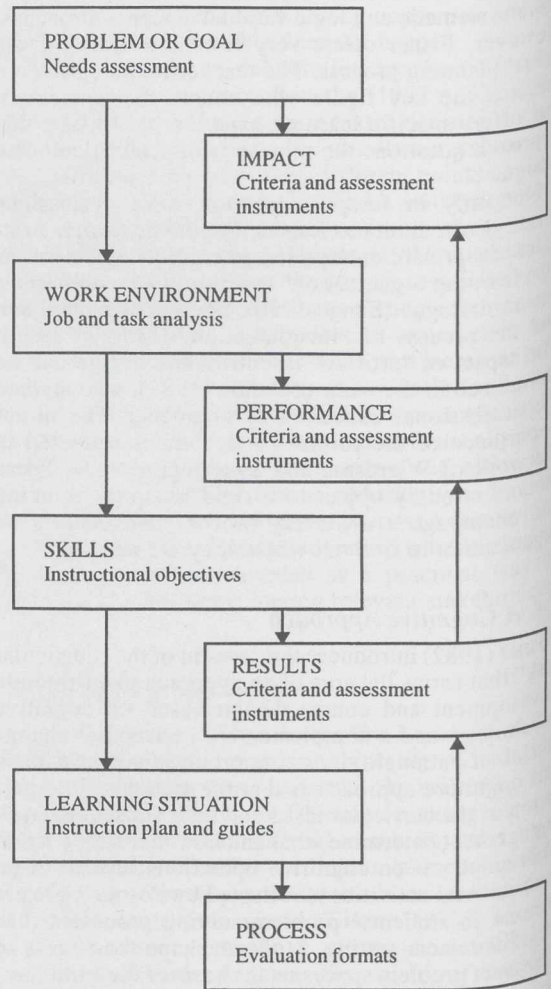 PROBLEM OR GOAL
Needs assessment
IMPACT
Criteria and assessment
instruments
WORK ENVIRONMENT
Job and task analysis
PERFORMANCE
Criteria and assessment
instruments
SKILLS
Instructional objectives
RESULTS
Criteria and assessment
instruments
LEARNING SITUATION
Instruction plan and guides
PROCESS
Evaluation formats